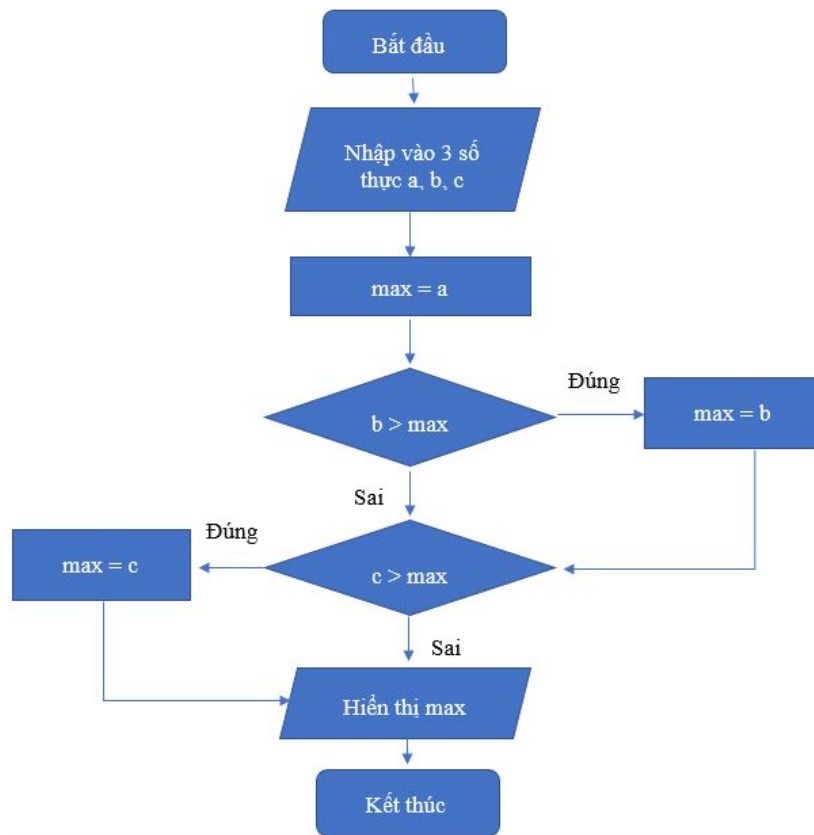 Bắt đầu
Nhập vào 3 số
thực a, b, c
max = a
Đúng
b > max
max = b
Sai
Đúng
max = c
c > max
Sai
Hiển thị max
Kết thúc